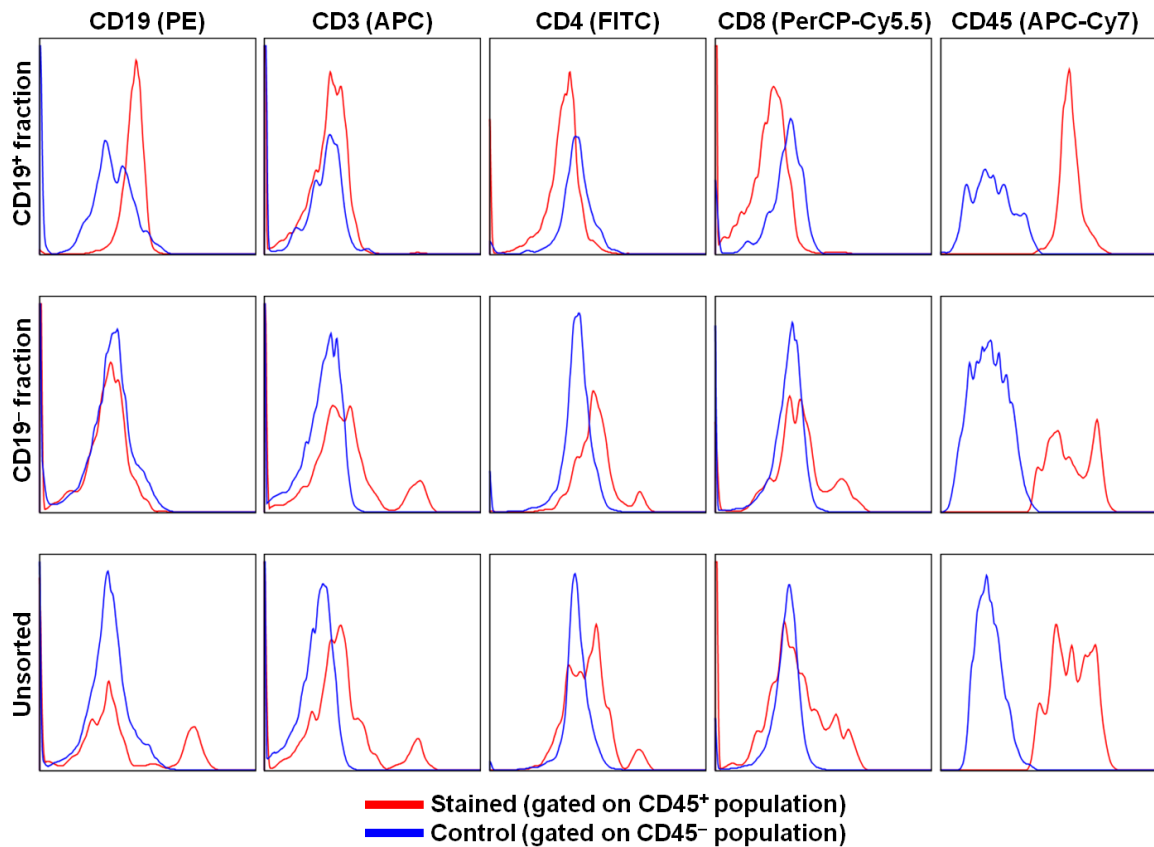 CD19 (PE) CD3 (APC) CD4 (FITC) CD8 (PerCP-Cy5.5) CD45 (APC-Cy7)
CD19⁺ fraction
CD19⁻ fraction
Unsorted
Stained (gated on CD45⁺ population)
Control (gated on CD45⁻ population)